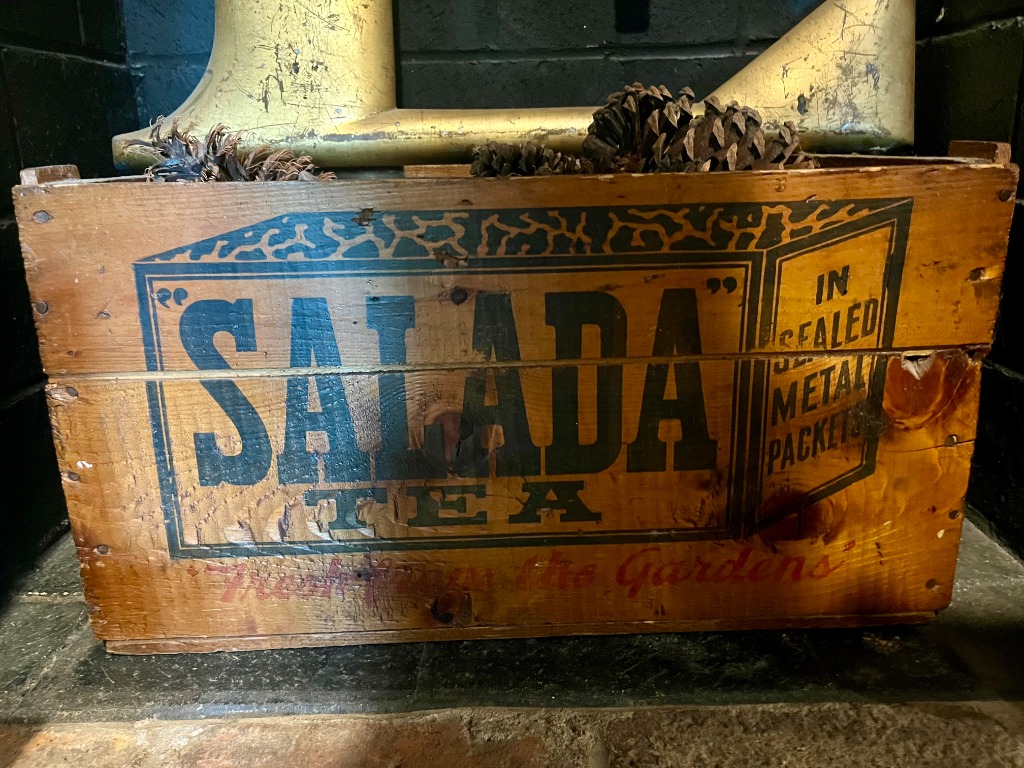 "SALADA"
TEA
IN
SEALED
METAL
PACKETS
"Fresh from the Gardens"